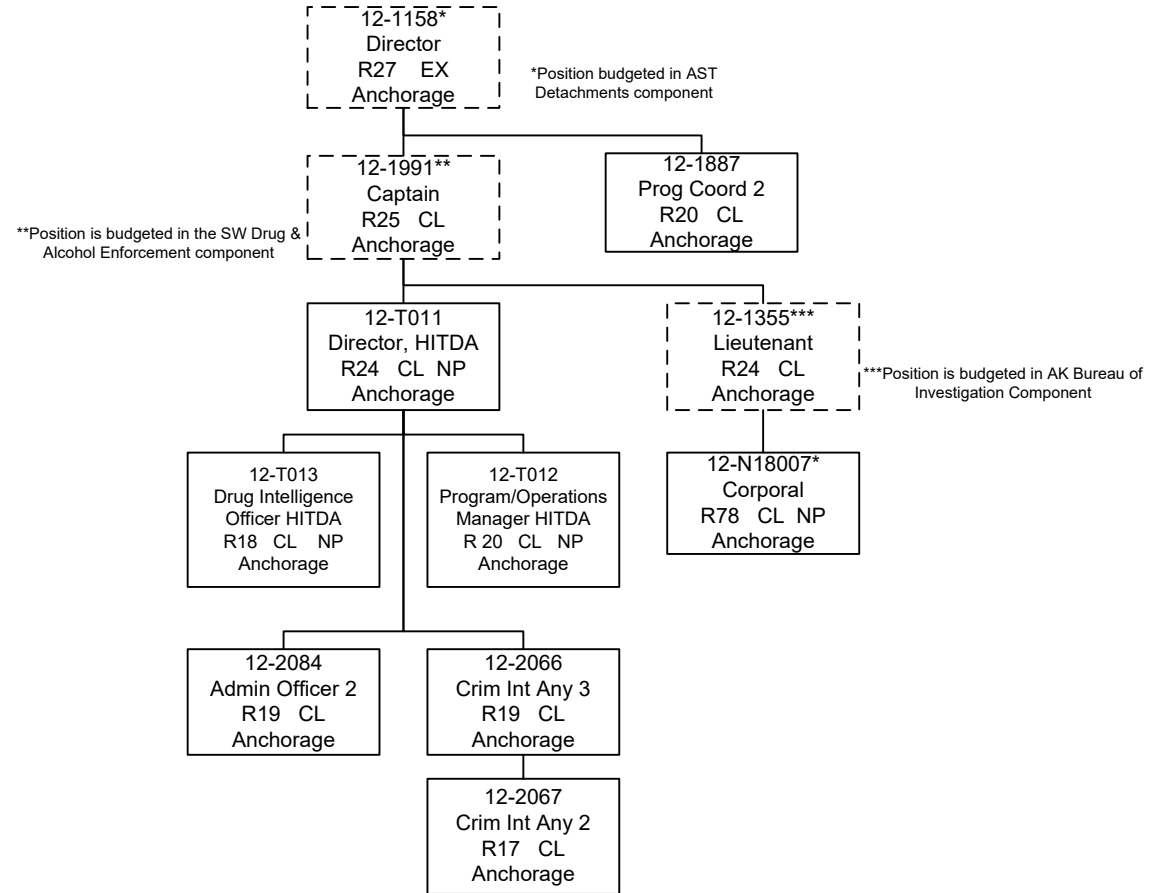 12-1158*
Director
R27 EX
Anchorage
*Position budgeted in AST
Detachments component
12-1991**
Captain
R25 CL
Anchorage
12-1887
Prog Coord 2
R20 CL
Anchorage
**Position is budgeted in the SW Drug &
Alcohol Enforcement component
12-T011
Director, HITDA
R24 CL NP
Anchorage
12-1355***
Lieutenant
R24 CL
Anchorage
***Position is budgeted in AK Bureau of
Investigation Component
12-T013
Drug Intelligence
Officer HITDA
R18 CL NP
Anchorage
12-T012
Program/Operations
Manager HITDA
R 20 CL NP
Anchorage
12-N18007*
Corporal
R78 CL NP
Anchorage
12-2084
Admin Officer 2
R19 CL
Anchorage
12-2066
Crim Int Any 3
R19 CL
Anchorage
12-2067
Crim Int Any 2
R17 CL
Anchorage